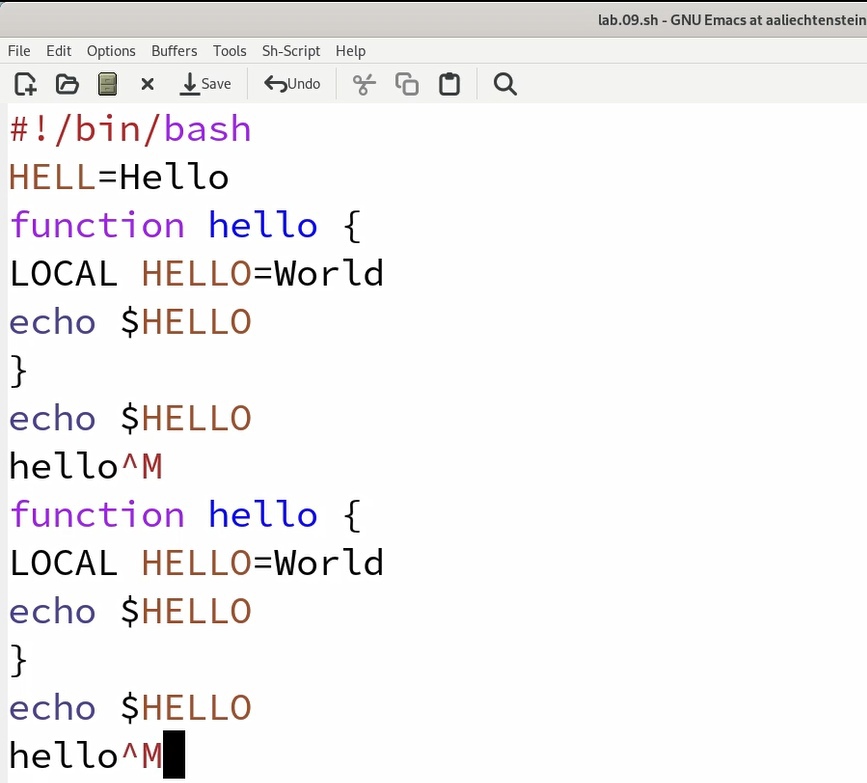 lab.09.sh - GNU Emacs at aaliechtenstein
File Edit Options Buffers Tools Sh-Script Help
Save Undo
#!/bin/bash
HELL=Hello
function hello {
LOCAL HELLO=World
echo $HELLO
}
echo $HELLO
hello^M
function hello {
LOCAL HELLO=World
echo $HELLO
}
echo $HELLO
hello^M